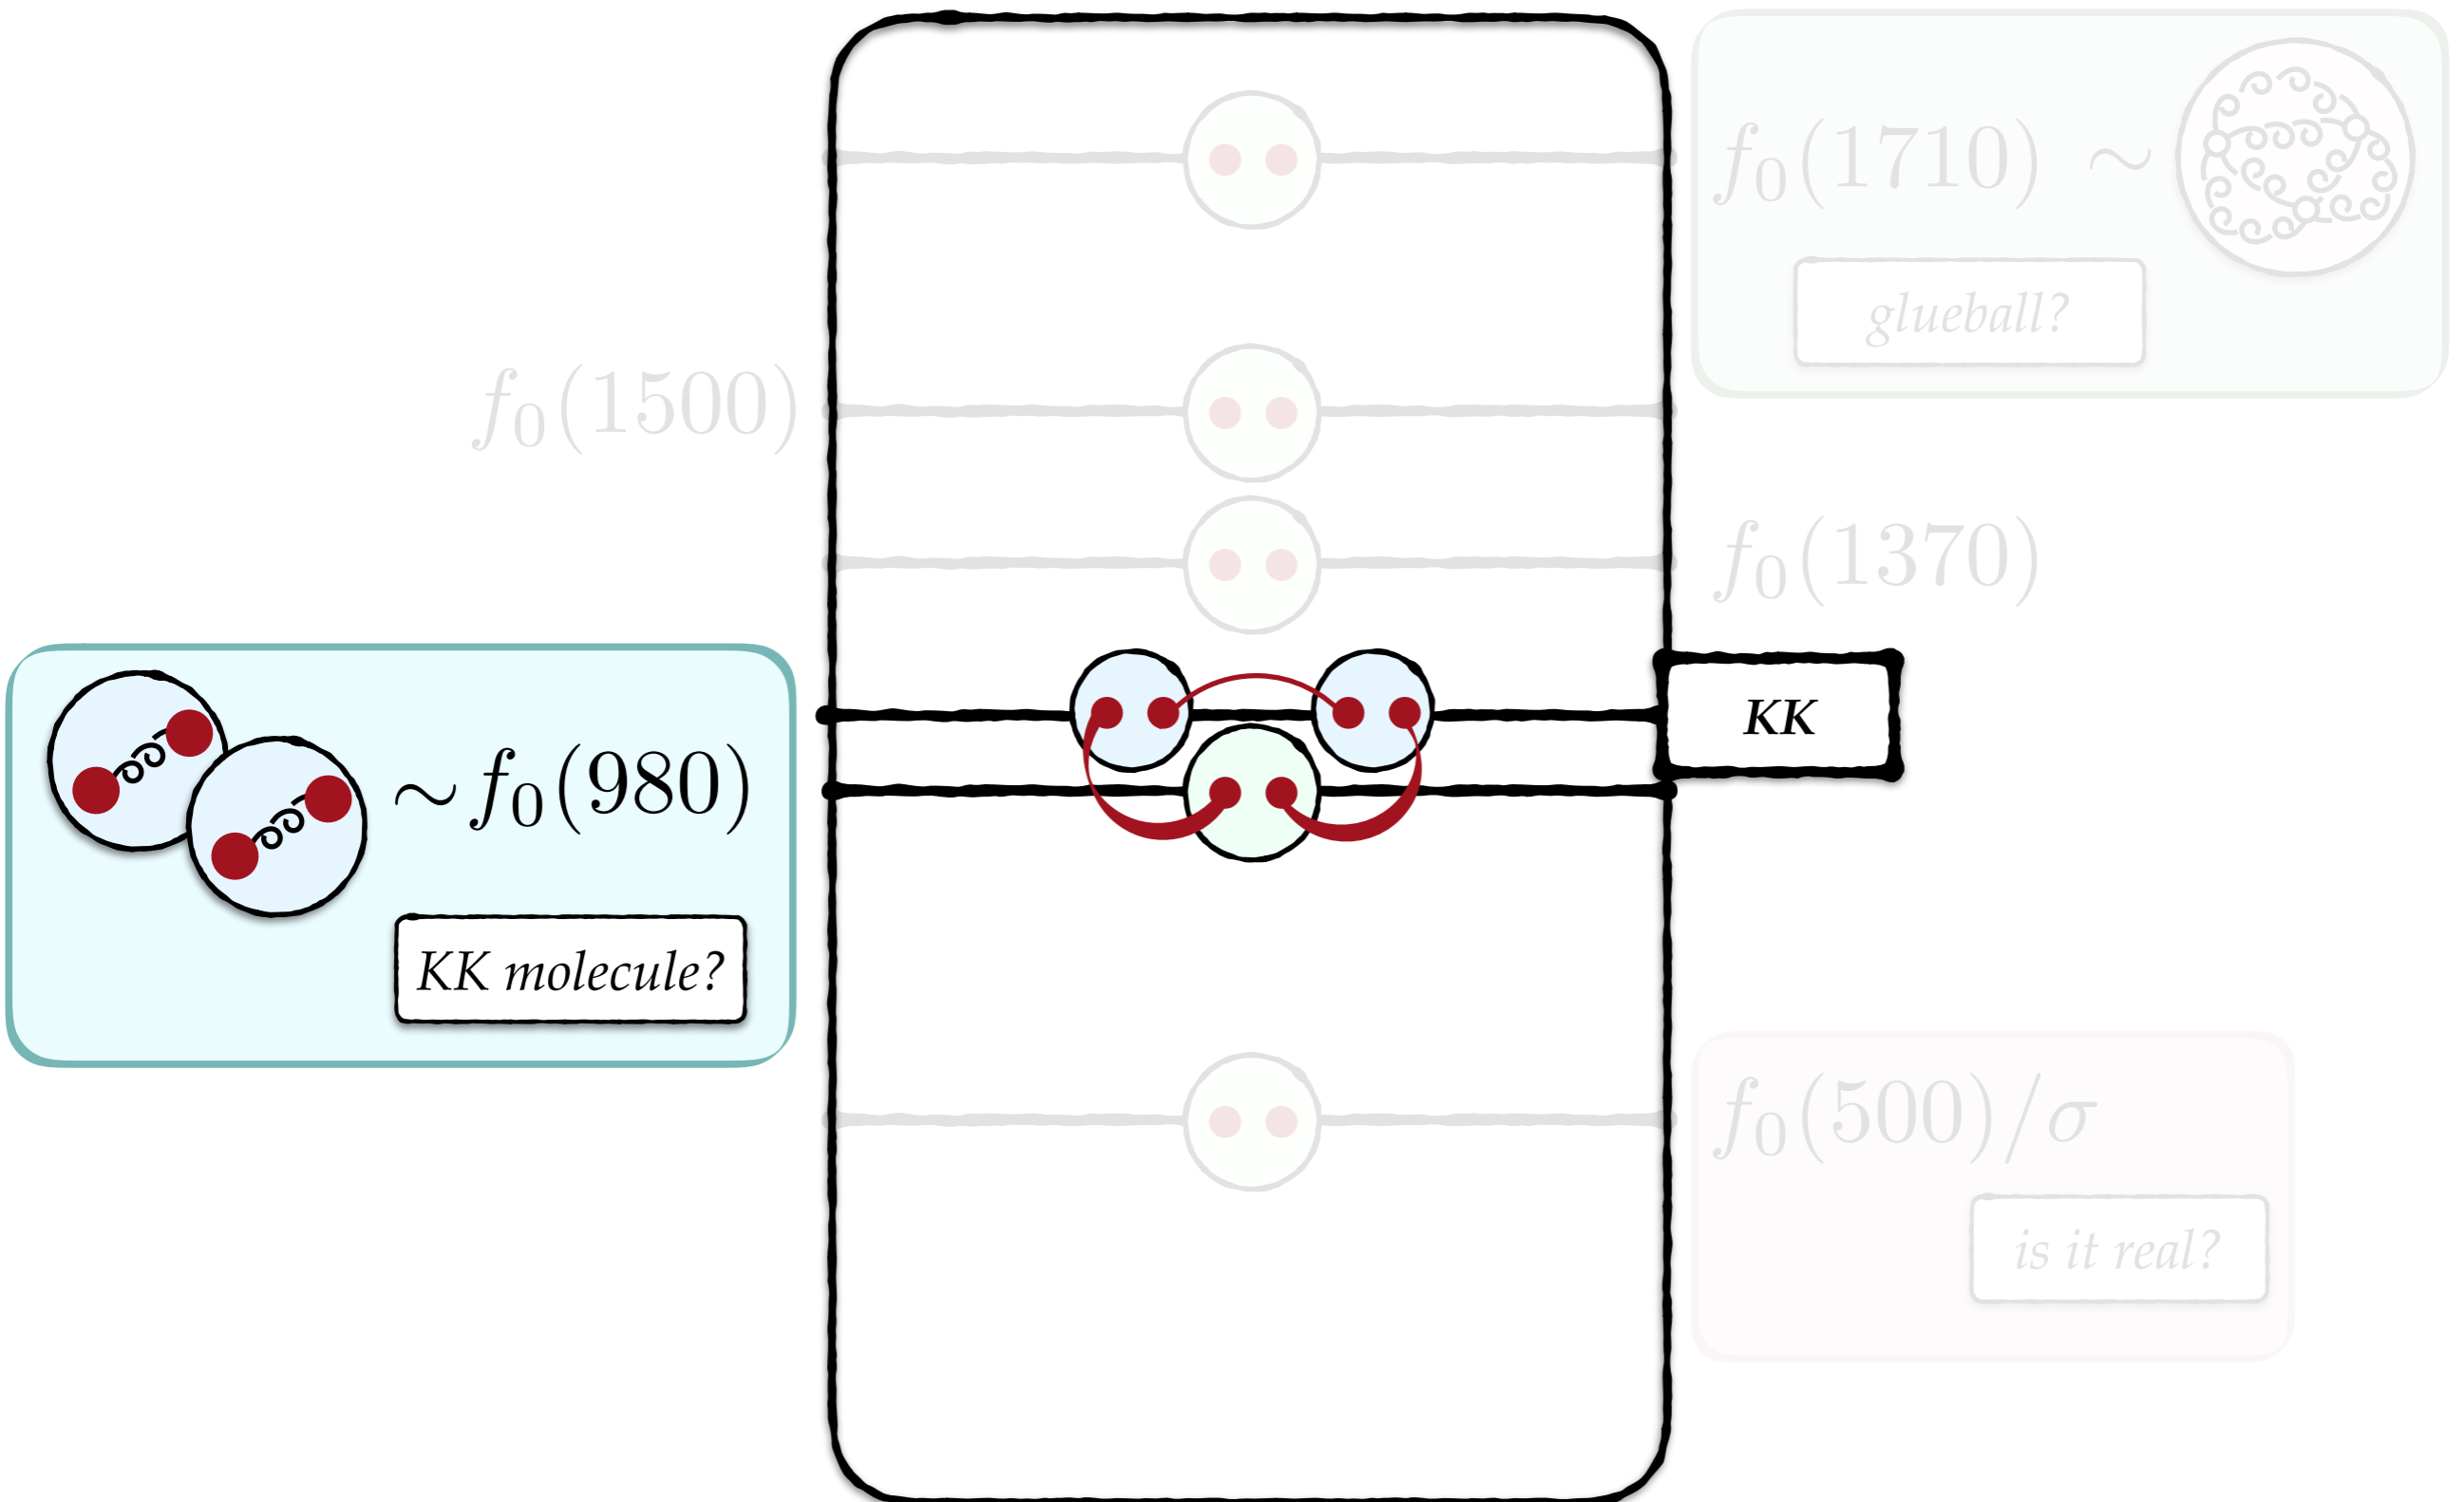 f₀(1710) ~
glueball?
f₀(1500)
f₀(1370)
KK
~f₀(980)
KK molecule?
f₀(500)/σ
is it real?